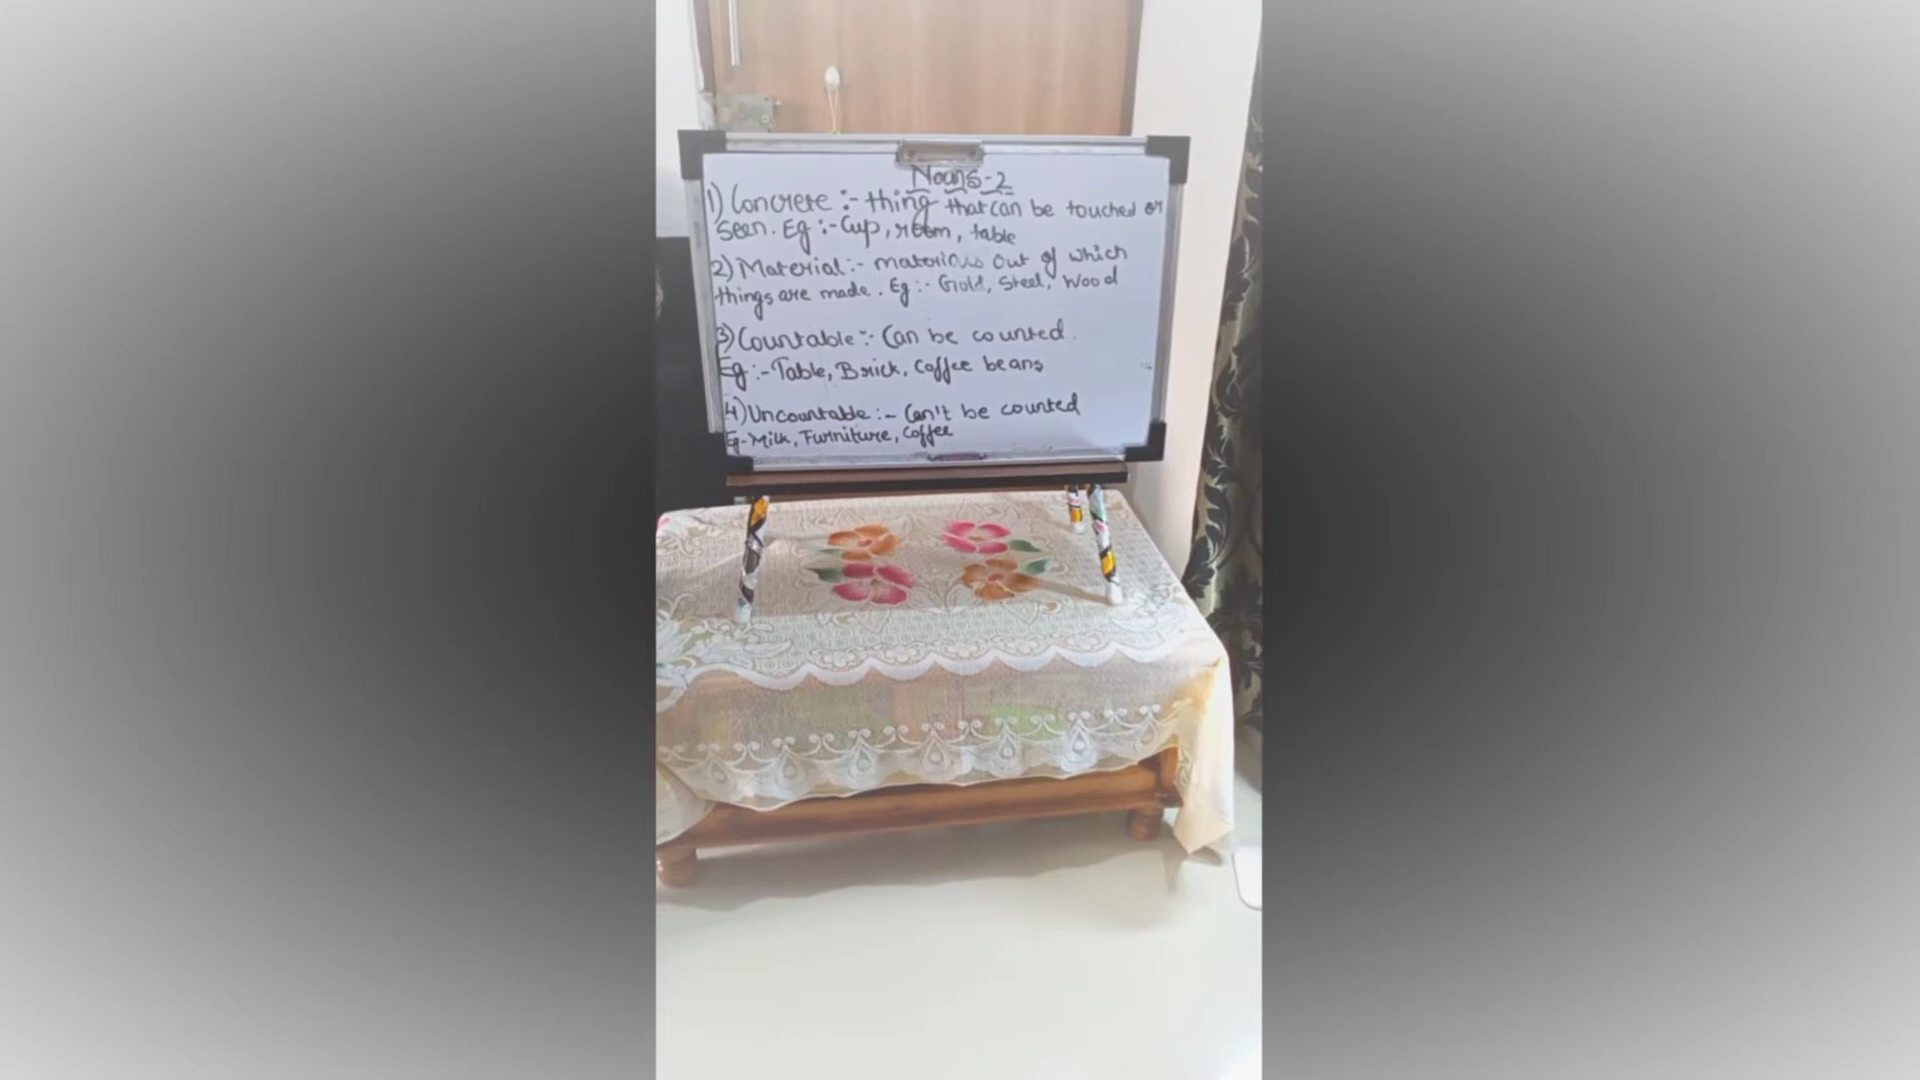 Nouns-2
1) Concrete :- thing that can be touched or
seen. Eg :- Cup, room, table
2) Material :- materials out of which
things are made. Eg :- Gold, Steel, Wood
3) Countable :- Can be counted.
Eg :- Table, Brick, Coffee beans
4) Uncountable :- Can't be counted
Eg- Milk, Furniture, Coffee